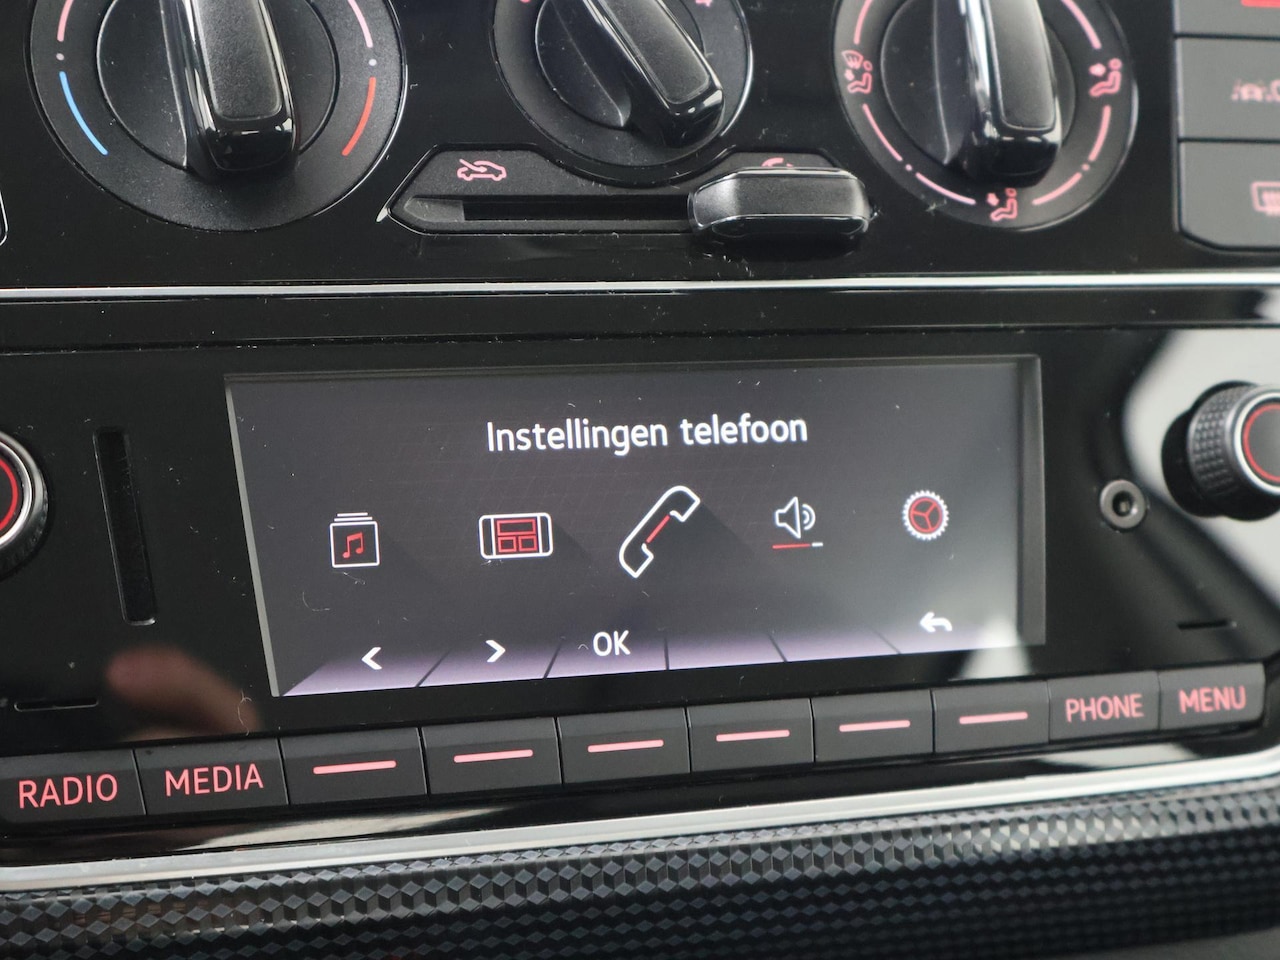 Instellingen telefoon
< > OK
RADIO MEDIA PHONE MENU